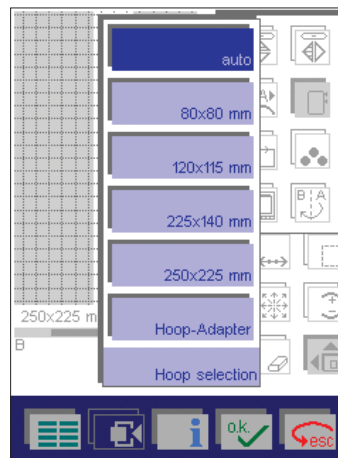 auto
80x80 mm
120x115 mm
225x140 mm
250x225 mm
250x225 m
Hoop-Adapter
B
Hoop selection
B A
A
i
o.k.
esc